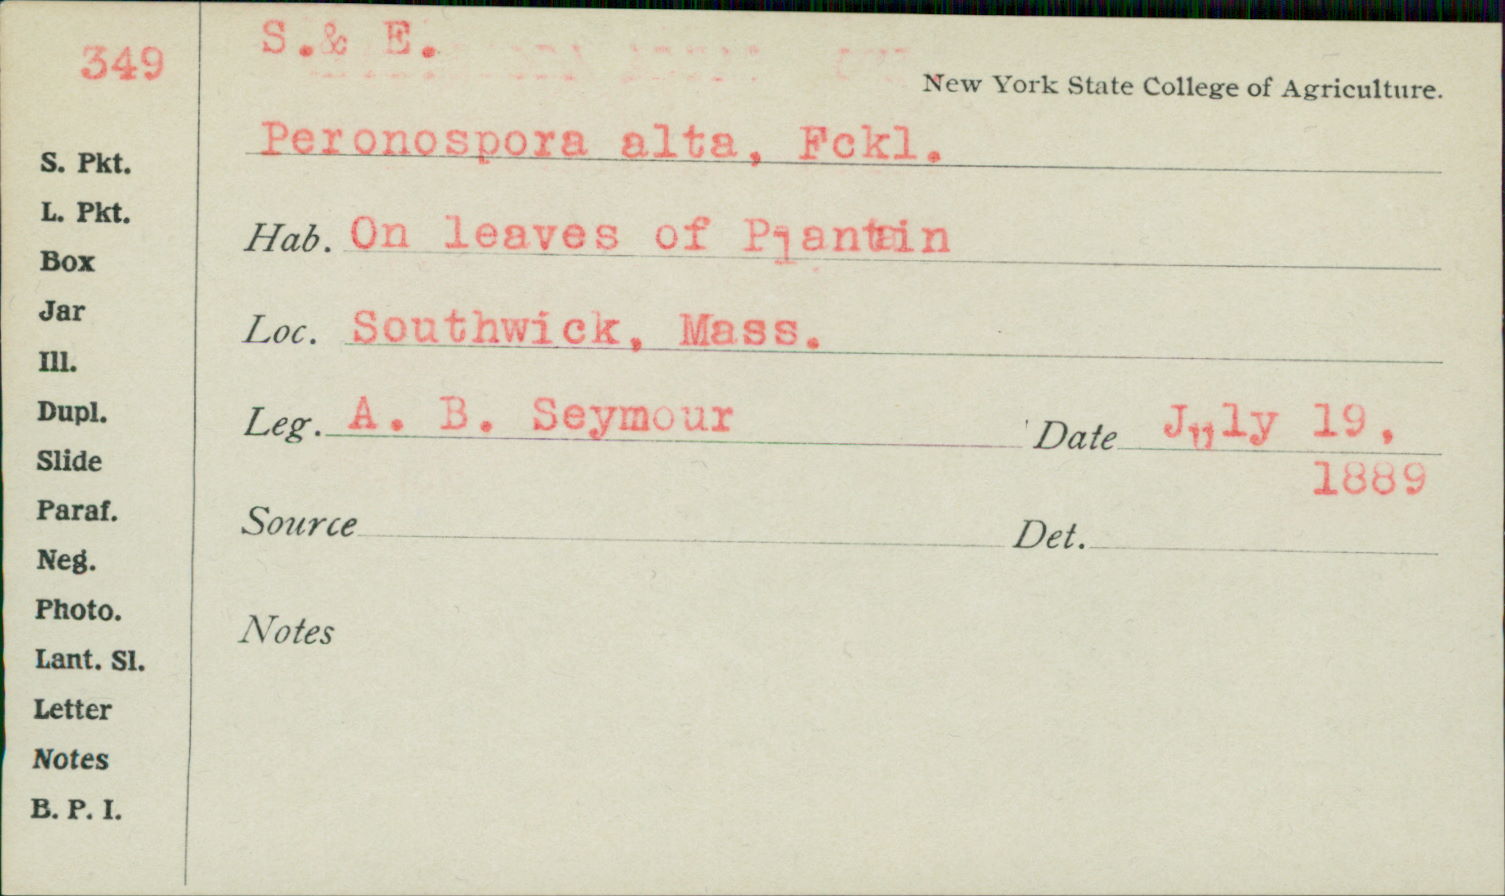 349
S.& E.
New York State College of Agriculture.
Peronospora alta, Fckl.
Hab. On leaves of Plantain
Loc. Southwick, Mass.
Leg. A. B. Seymour Date July 19,
1889
Source Det.
Notes
S. Pkt.
L. Pkt.
Box
Jar
Ill.
Dupl.
Slide
Paraf.
Neg.
Photo.
Lant. Sl.
Letter
Notes
B. P. I.